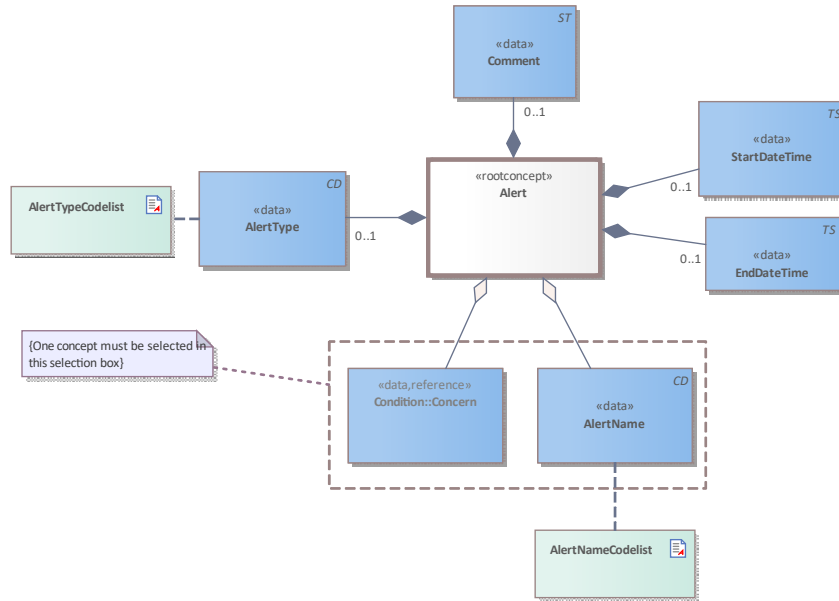 ST
«data»
Comment
0..1
TS
«data»
StartDateTime
0..1
«rootconcept»
Alert
CD
«data»
AlertType
0..1
AlertTypeCodelist
TS
«data»
EndDateTime
0..1
{One concept must be selected in
this selection box}
«data,reference»
Condition::Concern
CD
«data»
AlertName
AlertNameCodelist